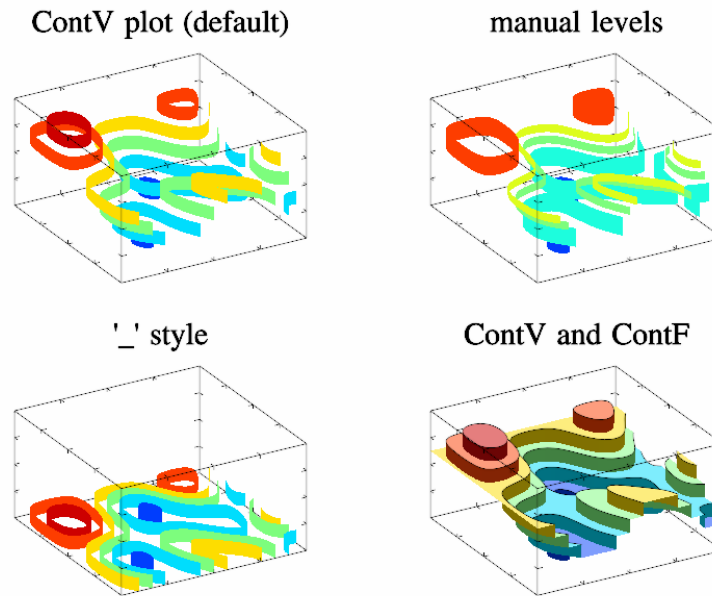 ContV plot (default)
manual levels
'_' style
ContV and ContF